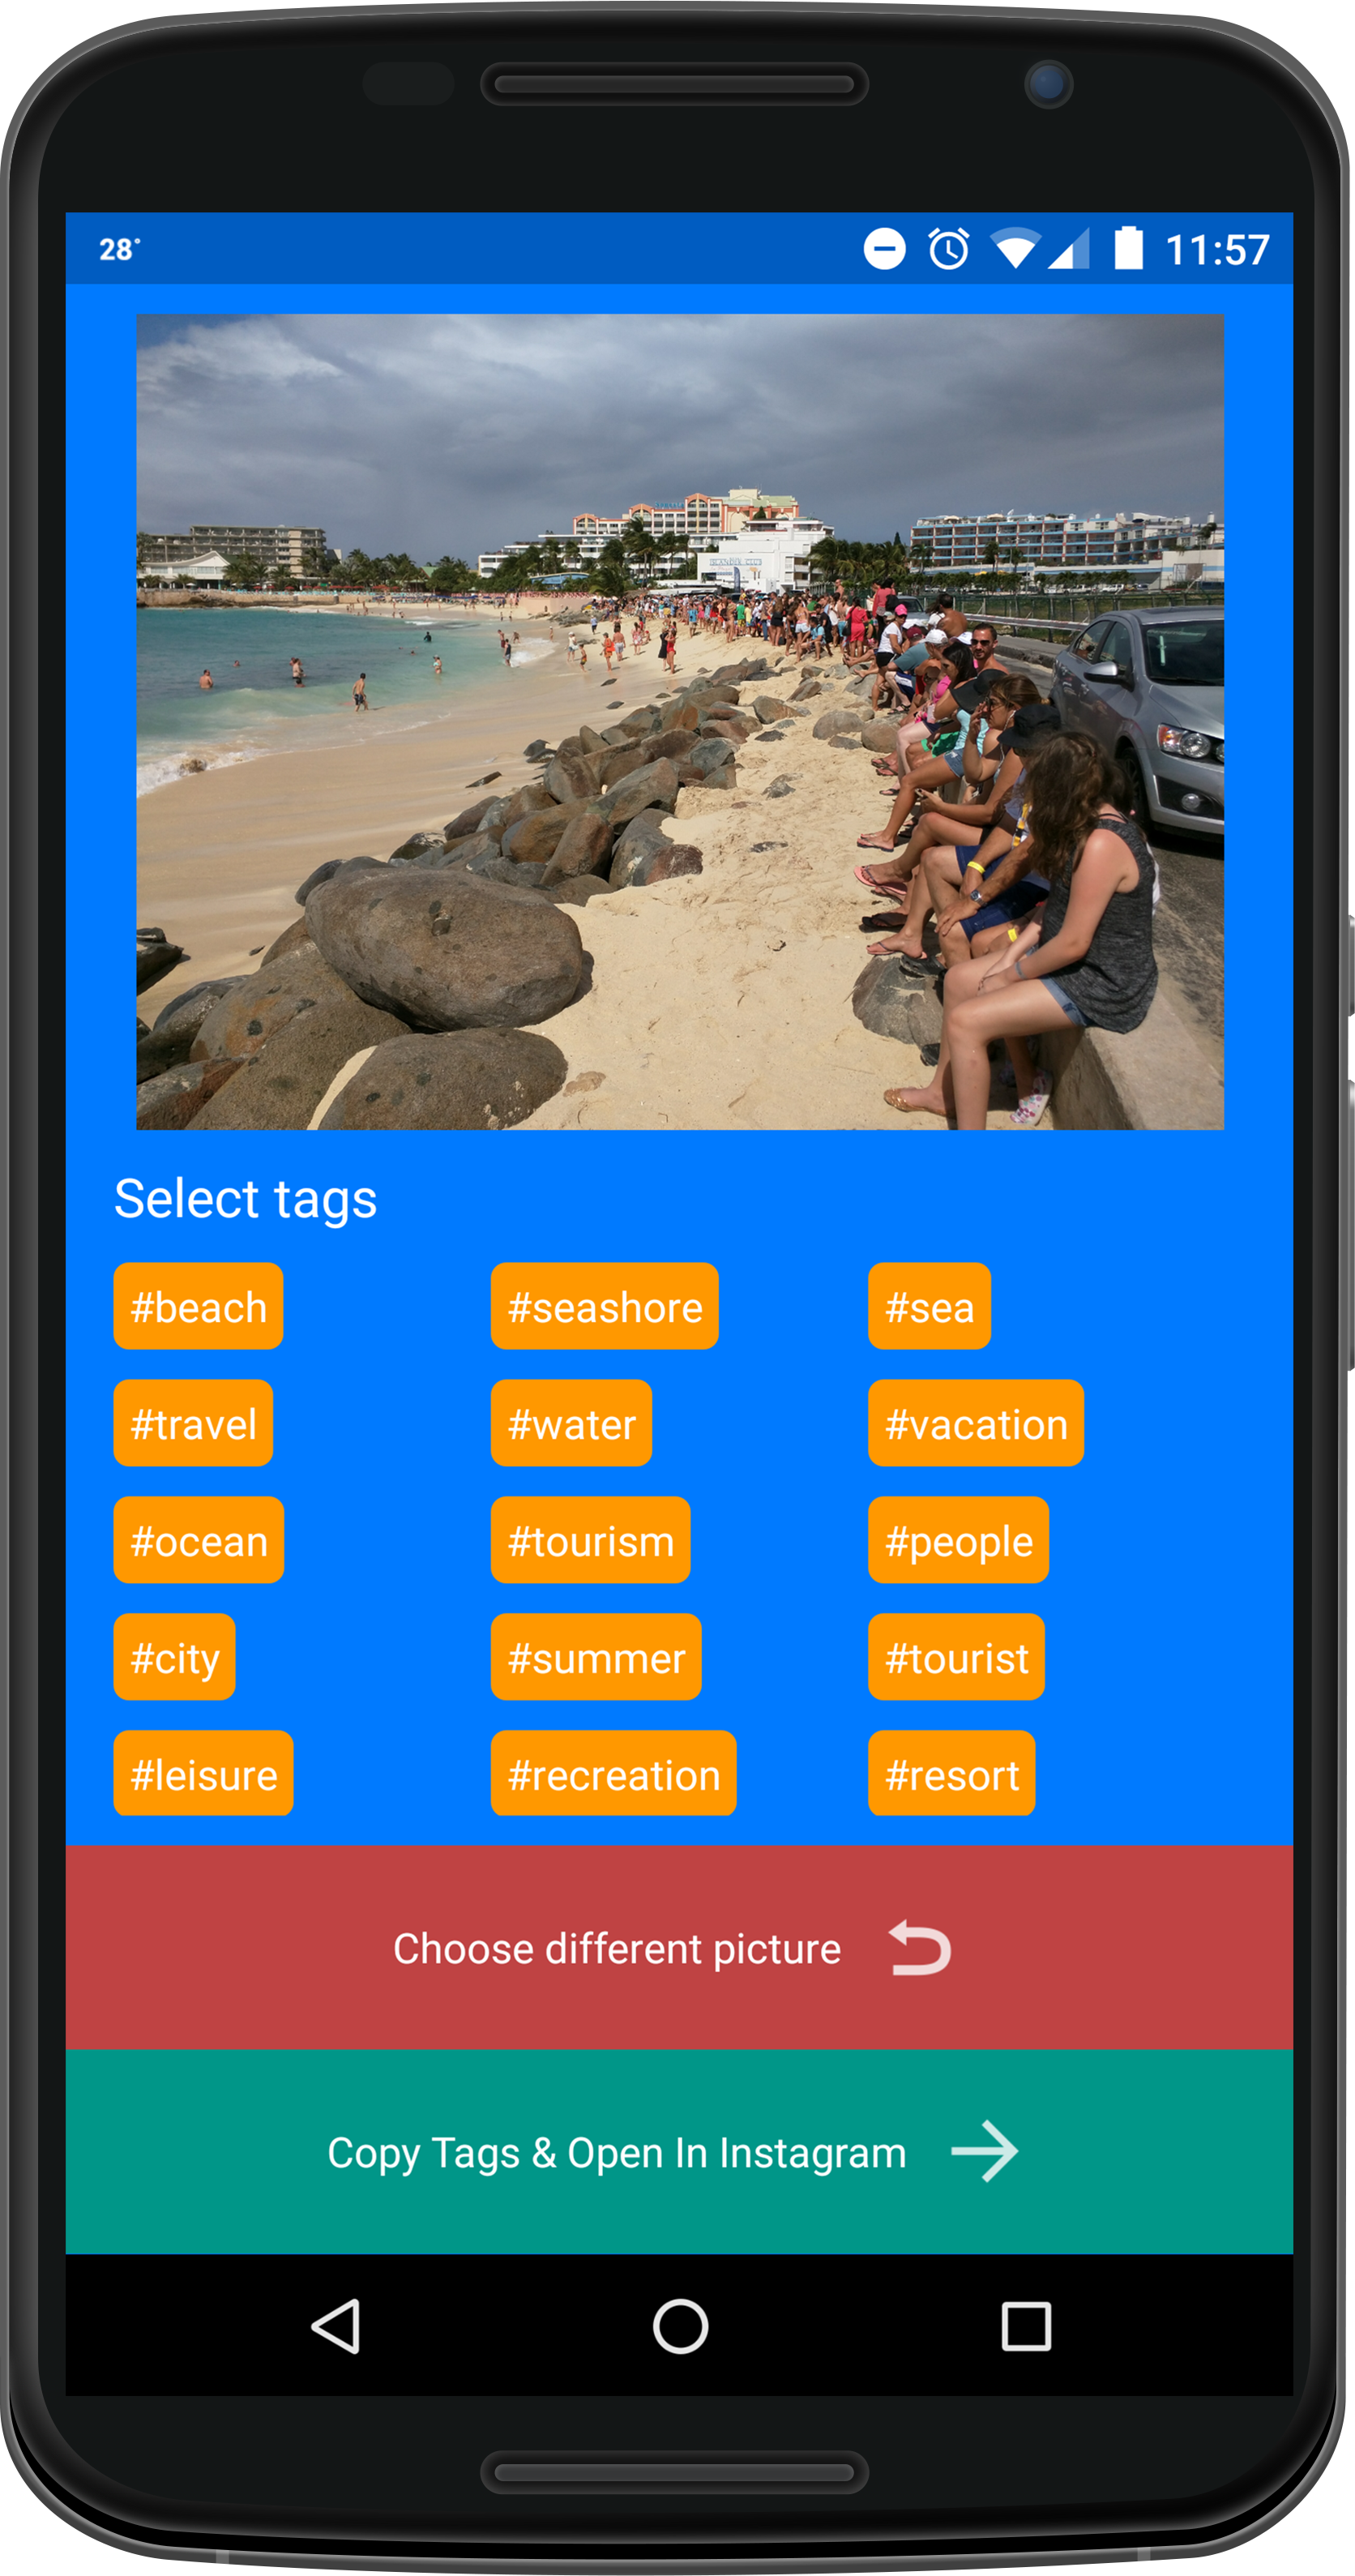 28°
11:57
Select tags
#beach #seashore #sea
#travel #water #vacation
#ocean #tourism #people
#city #summer #tourist
#leisure #recreation #resort
Choose different picture
Copy Tags & Open In Instagram